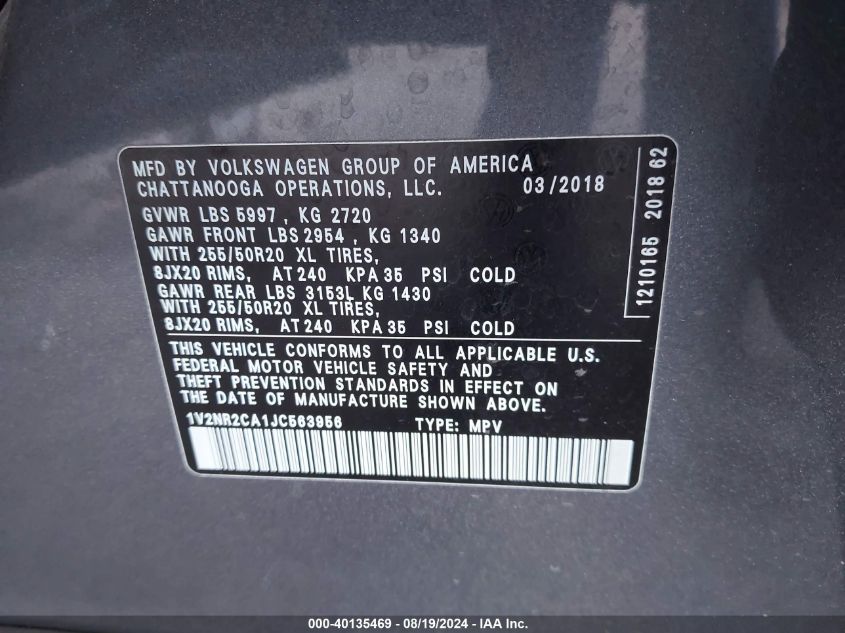 MFD BY VOLKSWAGEN GROUP OF AMERICA
CHATTANOOGA OPERATIONS, LLC. 03/2018
GVWR LBS 5997 , KG 2720
GAWR FRONT LBS 2954 , KG 1340
WITH 255/50R20 XL TIRES,
8JX20 RIMS, AT 240 KPA 35 PSI COLD
GAWR REAR LBS 3153L KG 1430
WITH 255/50R20 XL TIRES,
8JX20 RIMS, AT 240 KPA 35 PSI COLD
THIS VEHICLE CONFORMS TO ALL APPLICABLE U.S.
FEDERAL MOTOR VEHICLE SAFETY AND
THEFT PREVENTION STANDARDS IN EFFECT ON
THE DATE OF MANUFACTURE SHOWN ABOVE.
1V2NR2CA1JC563956 TYPE: MPV
1210165 2018 62
000-40135469 - 08/19/2024 - IAA Inc.